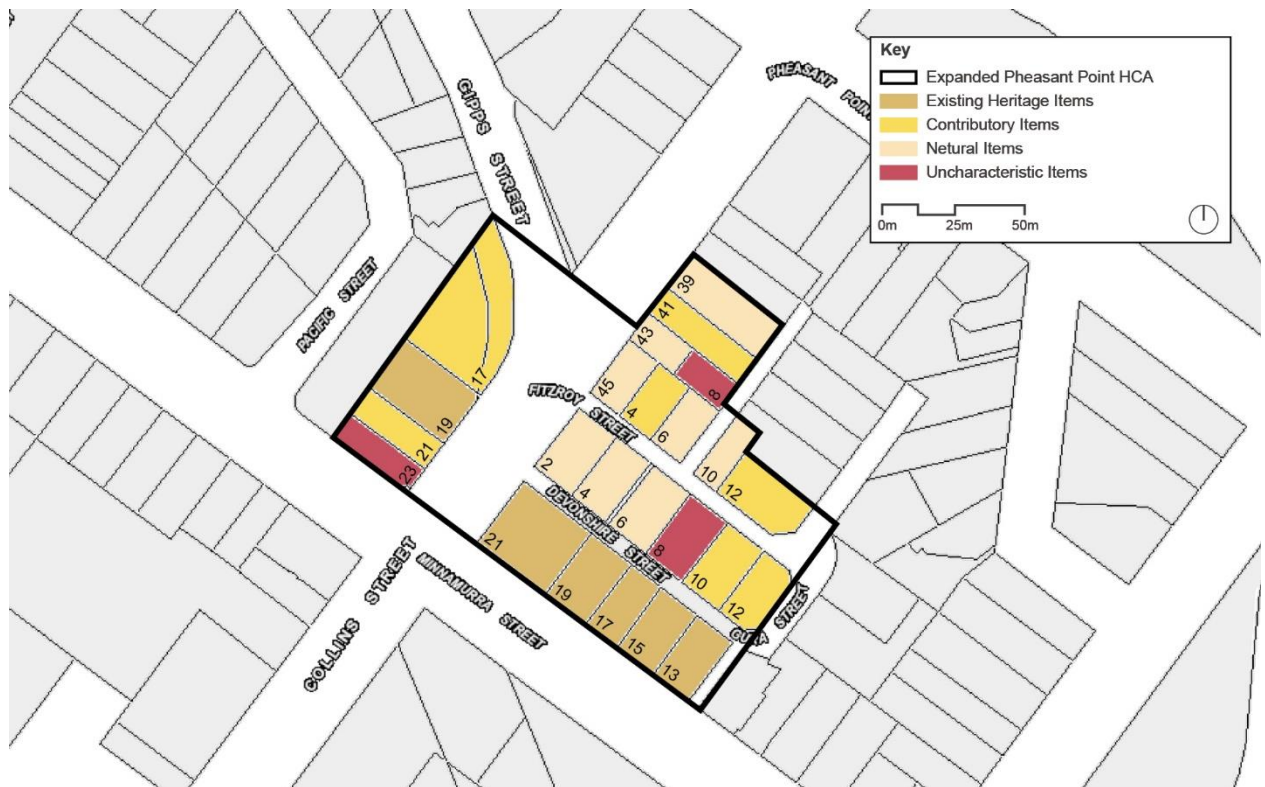 Key
Expanded Pheasant Point HCA
Existing Heritage Items
Contributory Items
Netural Items
Uncharacteristic Items
0m 25m 50m
GIPPS STREET
PHEASANT POIN
PACIFIC STREET
39
41
43
45
8
4
6
10
12
17
19
21
23
FITZROY STREET
2
4
6
8
10
12
DEVONSHIRE STREET
STREET
21
19
17
15
13
MINNAMURRA STREET
COLLINS STREET